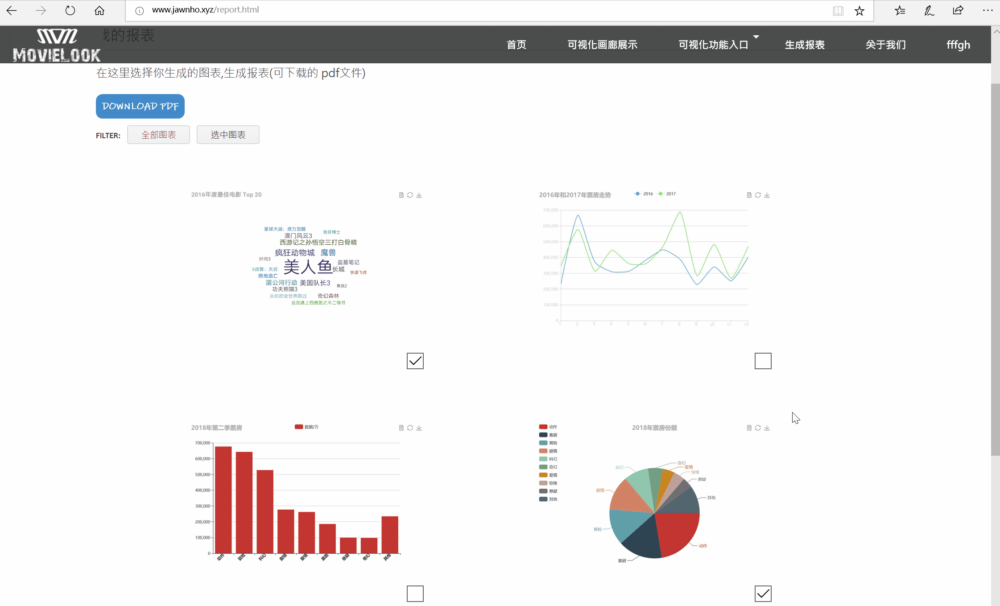 www.jawnho.xyz/report.html
我的报表
MOVIELOOK
首页 可视化画廊展示 可视化功能入口 生成报表 关于我们 fffgh
在这里选择你生成的图表,生成报表(可下载的 pdf文件)
DOWNLOAD PDF
FILTER: 全部图表 选中图表
2016年度最佳电影 Top 20
星球大战：原力觉醒
奇异博士
澳门风云3
西游记之孙悟空三打白骨精
疯狂动物城 魔兽
叶问3
美人鱼
盗墓笔记
X战警：天启
长城
铁道飞虎
绝地逃亡
湄公河行动 美国队长3
寒战2
功夫熊猫3
从你的全世界路过 奇幻森林
北京遇上西雅图之不二情书
2016年和2017年票房走势 2016 2017
700,000
600,000
500,000
400,000
300,000
200,000
100,000
0
1 2 3 4 5 6 7 8 9 10 11 12
2018年第二季票房 数据/万
700,000
600,000
500,000
400,000
300,000
200,000
100,000
0
动作 冒险 科幻 剧情 爱情 喜剧 悬疑 奇幻 其他
2018年票房份额
动作
喜剧
冒险
剧情
科幻
奇幻
爱情
惊悚
悬疑
其他
奇幻
科幻
爱情
惊悚
悬疑
剧情
其他
冒险
动作
喜剧